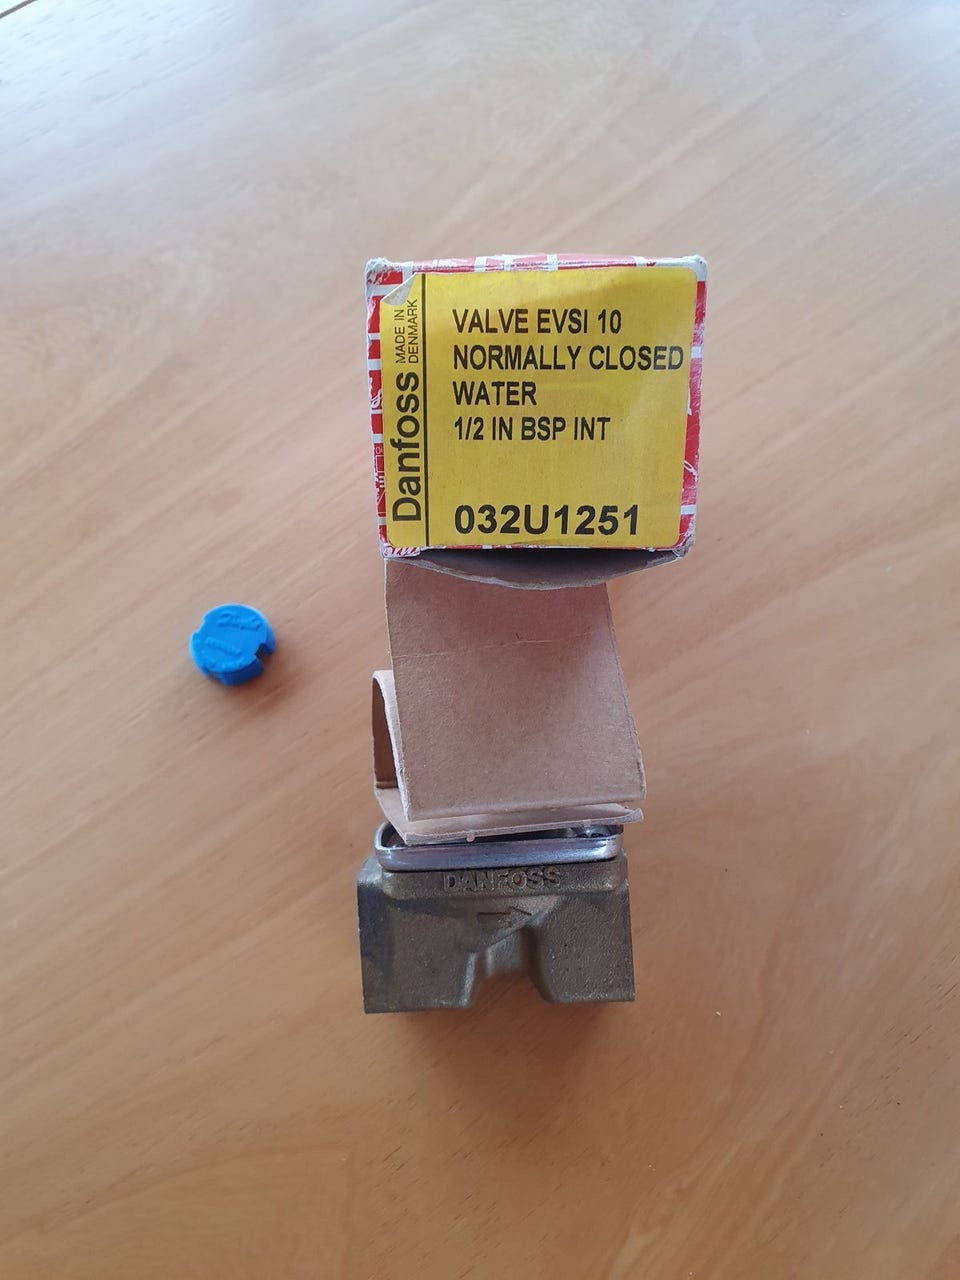 Danfoss
MADE IN
DENMARK
VALVE EVSI 10
NORMALLY CLOSED
WATER
1/2 IN BSP INT
032U1251
DANFOSS